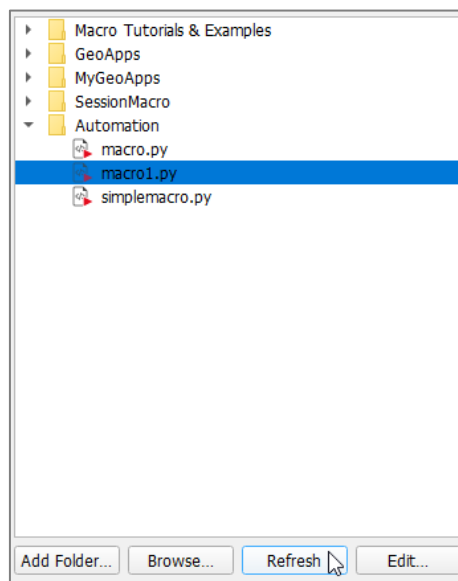 Macro Tutorials & Examples
GeoApps
MyGeoApps
SessionMacro
Automation
macro.py
macro1.py
simplemacro.py
Add Folder... Browse... Refresh Edit...